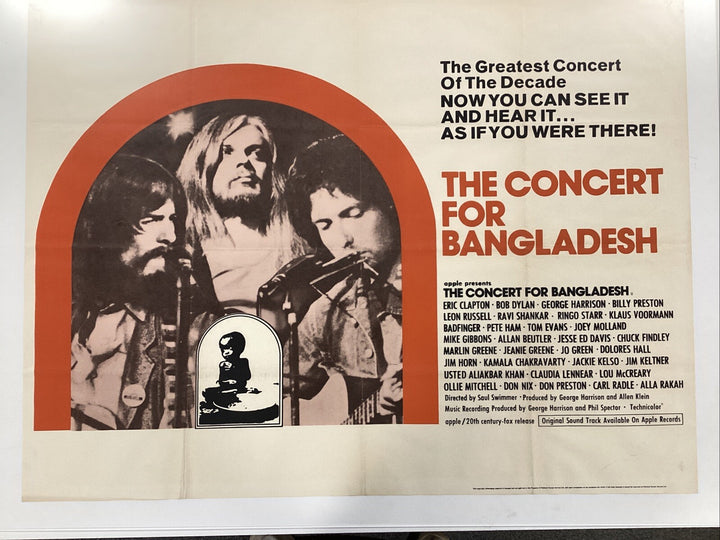 The Greatest Concert
Of The Decade
NOW YOU CAN SEE IT
AND HEAR IT...
AS IF YOU WERE THERE!
THE CONCERT
FOR
BANGLADESH
apple presents
THE CONCERT FOR BANGLADESH
ERIC CLAPTON · BOB DYLAN · GEORGE HARRISON · BILLY PRESTON
LEON RUSSELL · RAVI SHANKAR · RINGO STARR · KLAUS VOORMANN
BADFINGER · PETE HAM · TOM EVANS · JOEY MOLLAND
MIKE GIBBONS · ALLAN BEUTLER · JESSE ED DAVIS · CHUCK FINDLEY
MARLIN GREENE · JEANIE GREENE · JO GREEN · DOLORES HALL
JIM HORN · KAMALA CHAKRAVARTY · JACKIE KELSO · JIM KELTNER
USTED ALIAKBAR KHAN · CLAUDIA LENNEAR · LOU McCREARY
OLLIE MITCHELL · DON NIX · DON PRESTON · CARL RADLE · ALLA RAKAH
Directed by Saul Swimmer · Produced by George Harrison and Allen Klein
Music Recording Produced by George Harrison and Phil Spector · Technicolor
apple/20th century-fox release Original Sound Track Available On Apple Records